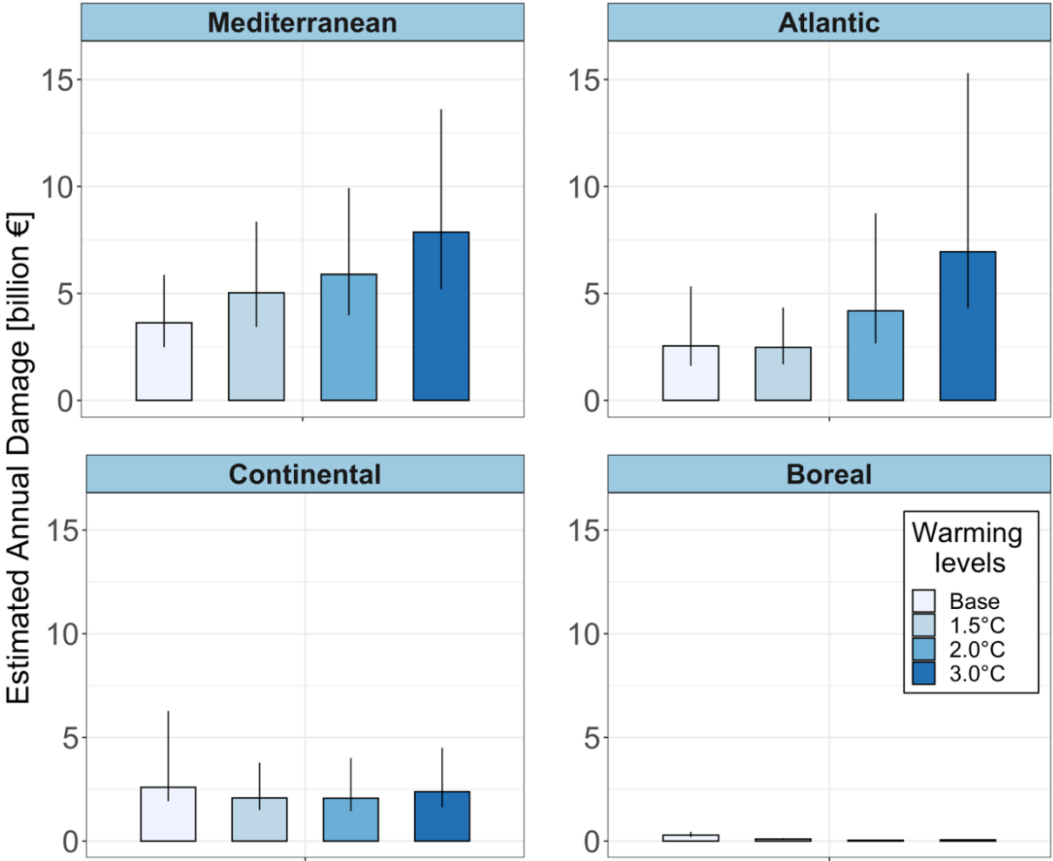 Mediterranean
Atlantic
Estimated Annual Damage [billion €]
15
10
5
0
15
10
5
0
Continental
Boreal
15
10
5
0
15
10
5
0
Warming
levels
Base
1.5°C
2.0°C
3.0°C